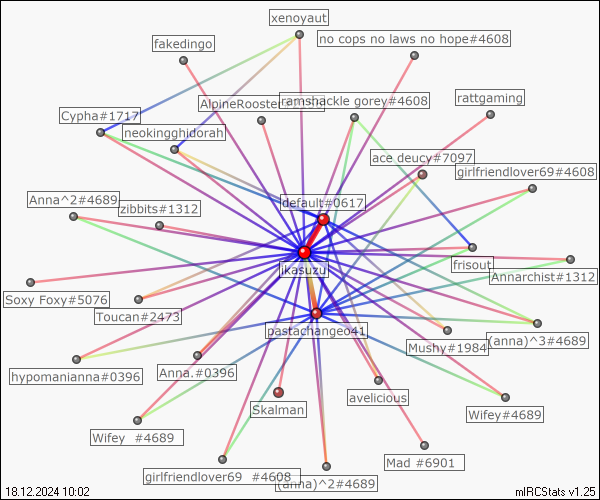 xenoyaut
no cops no laws no hope#4608
fakedingo
ramshackle gorey#4608
rattgaming
AlpineRooster
Cypha#1717
neokingghidorah
ace deucy#7097
girlfriendlover69#4608
Anna^2#4689
default#0617
zibbits#1312
frisout
ikasuzu
Annarchist#1312
Soxy Foxy#5076
Toucan#2473
pastachangeo41
(anna)^3#4689
Mushy#1984
hypomanianna#0396
Anna.#0396
avelicious
Skalman
Wifey#4689
Wifey #4689
Mad #6901
girlfriendlover69 #4608
(anna)^2#4689
18.12.2024 10:02
mIRCStats v1.25